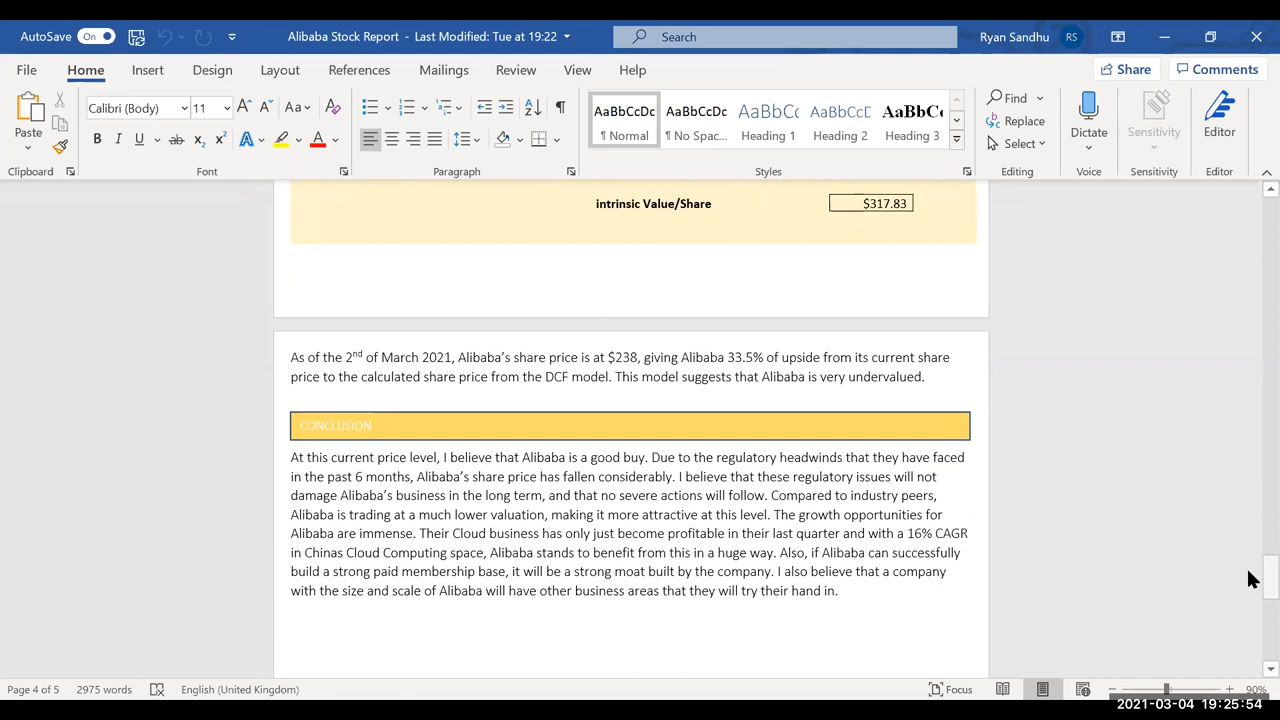 AutoSave On Alibaba Stock Report - Last Modified: Tue at 19:22 Search Ryan Sandhu RS
File Home Insert Design Layout References Mailings Review View Help Share Comments
Paste Calibri (Body) 11 Aa AaBbCcDc AaBbCcDc AaBbCc AaBbCcD AaBbCc Find
B I U ab x₂ x² A A ¶ Normal ¶ No Spac... Heading 1 Heading 2 Heading 3 Replace
Select Dictate Sensitivity Editor
Clipboard Font Paragraph Styles Editing Voice Sensitivity Editor
intrinsic Value/Share $317.83
As of the 2nd of March 2021, Alibaba's share price is at $238, giving Alibaba 33.5% of upside from its current share
price to the calculated share price from the DCF model. This model suggests that Alibaba is very undervalued.
CONCLUSION
At this current price level, I believe that Alibaba is a good buy. Due to the regulatory headwinds that they have faced
in the past 6 months, Alibaba's share price has fallen considerably. I believe that these regulatory issues will not
damage Alibaba's business in the long term, and that no severe actions will follow. Compared to industry peers,
Alibaba is trading at a much lower valuation, making it more attractive at this level. The growth opportunities for
Alibaba are immense. Their Cloud business has only just become profitable in their last quarter and with a 16% CAGR
in Chinas Cloud Computing space, Alibaba stands to benefit from this in a huge way. Also, if Alibaba can successfully
build a strong paid membership base, it will be a strong moat built by the company. I also believe that a company
with the size and scale of Alibaba will have other business areas that they will try their hand in.
Page 4 of 5 2975 words English (United Kingdom) Focus 90%
2021-03-04 19:25:54